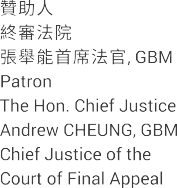 贊助人
終審法院
張舉能首席法官, GBM
Patron
The Hon. Chief Justice
Andrew CHEUNG, GBM
Chief Justice of the
Court of Final Appeal